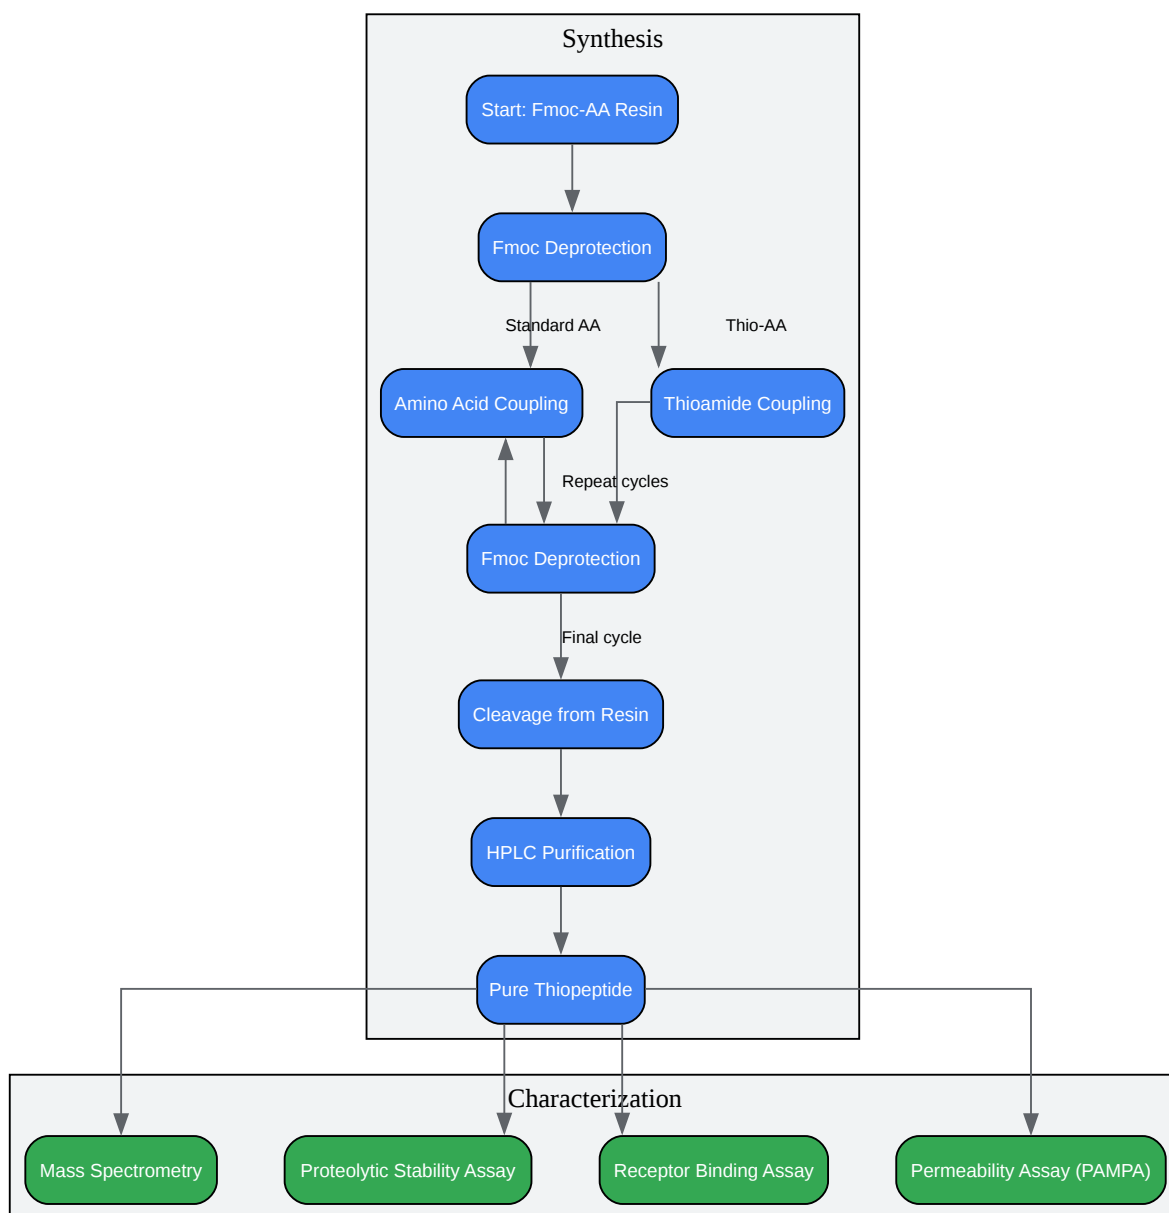 Synthesis
Start: Fmoc-AA Resin
Fmoc Deprotection
Standard AA
Thio-AA
Amino Acid Coupling
Thioamide Coupling
Repeat cycles
Fmoc Deprotection
Final cycle
Cleavage from Resin
HPLC Purification
Pure Thiopeptide
Characterization
Mass Spectrometry
Proteolytic Stability Assay
Receptor Binding Assay
Permeability Assay (PAMPA)